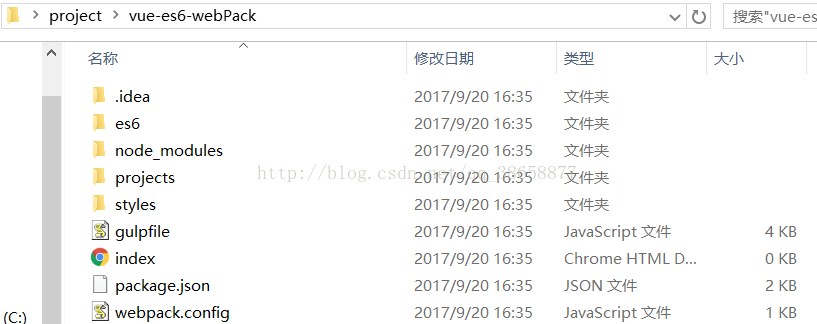 project > vue-es6-webPack 搜索"vue-es
名称 修改日期 类型 大小
.idea 2017/9/20 16:35 文件夹
es6 2017/9/20 16:35 文件夹
node_modules 2017/9/20 16:35 文件夹
projects 2017/9/20 16:35 文件夹
styles 2017/9/20 16:35 文件夹
gulpfile 2017/9/20 16:35 JavaScript 文件 4 KB
index 2017/9/20 16:35 Chrome HTML D... 0 KB
package.json 2017/9/20 16:35 JSON 文件 2 KB
webpack.config 2017/9/20 16:35 JavaScript 文件 1 KB
(C:)